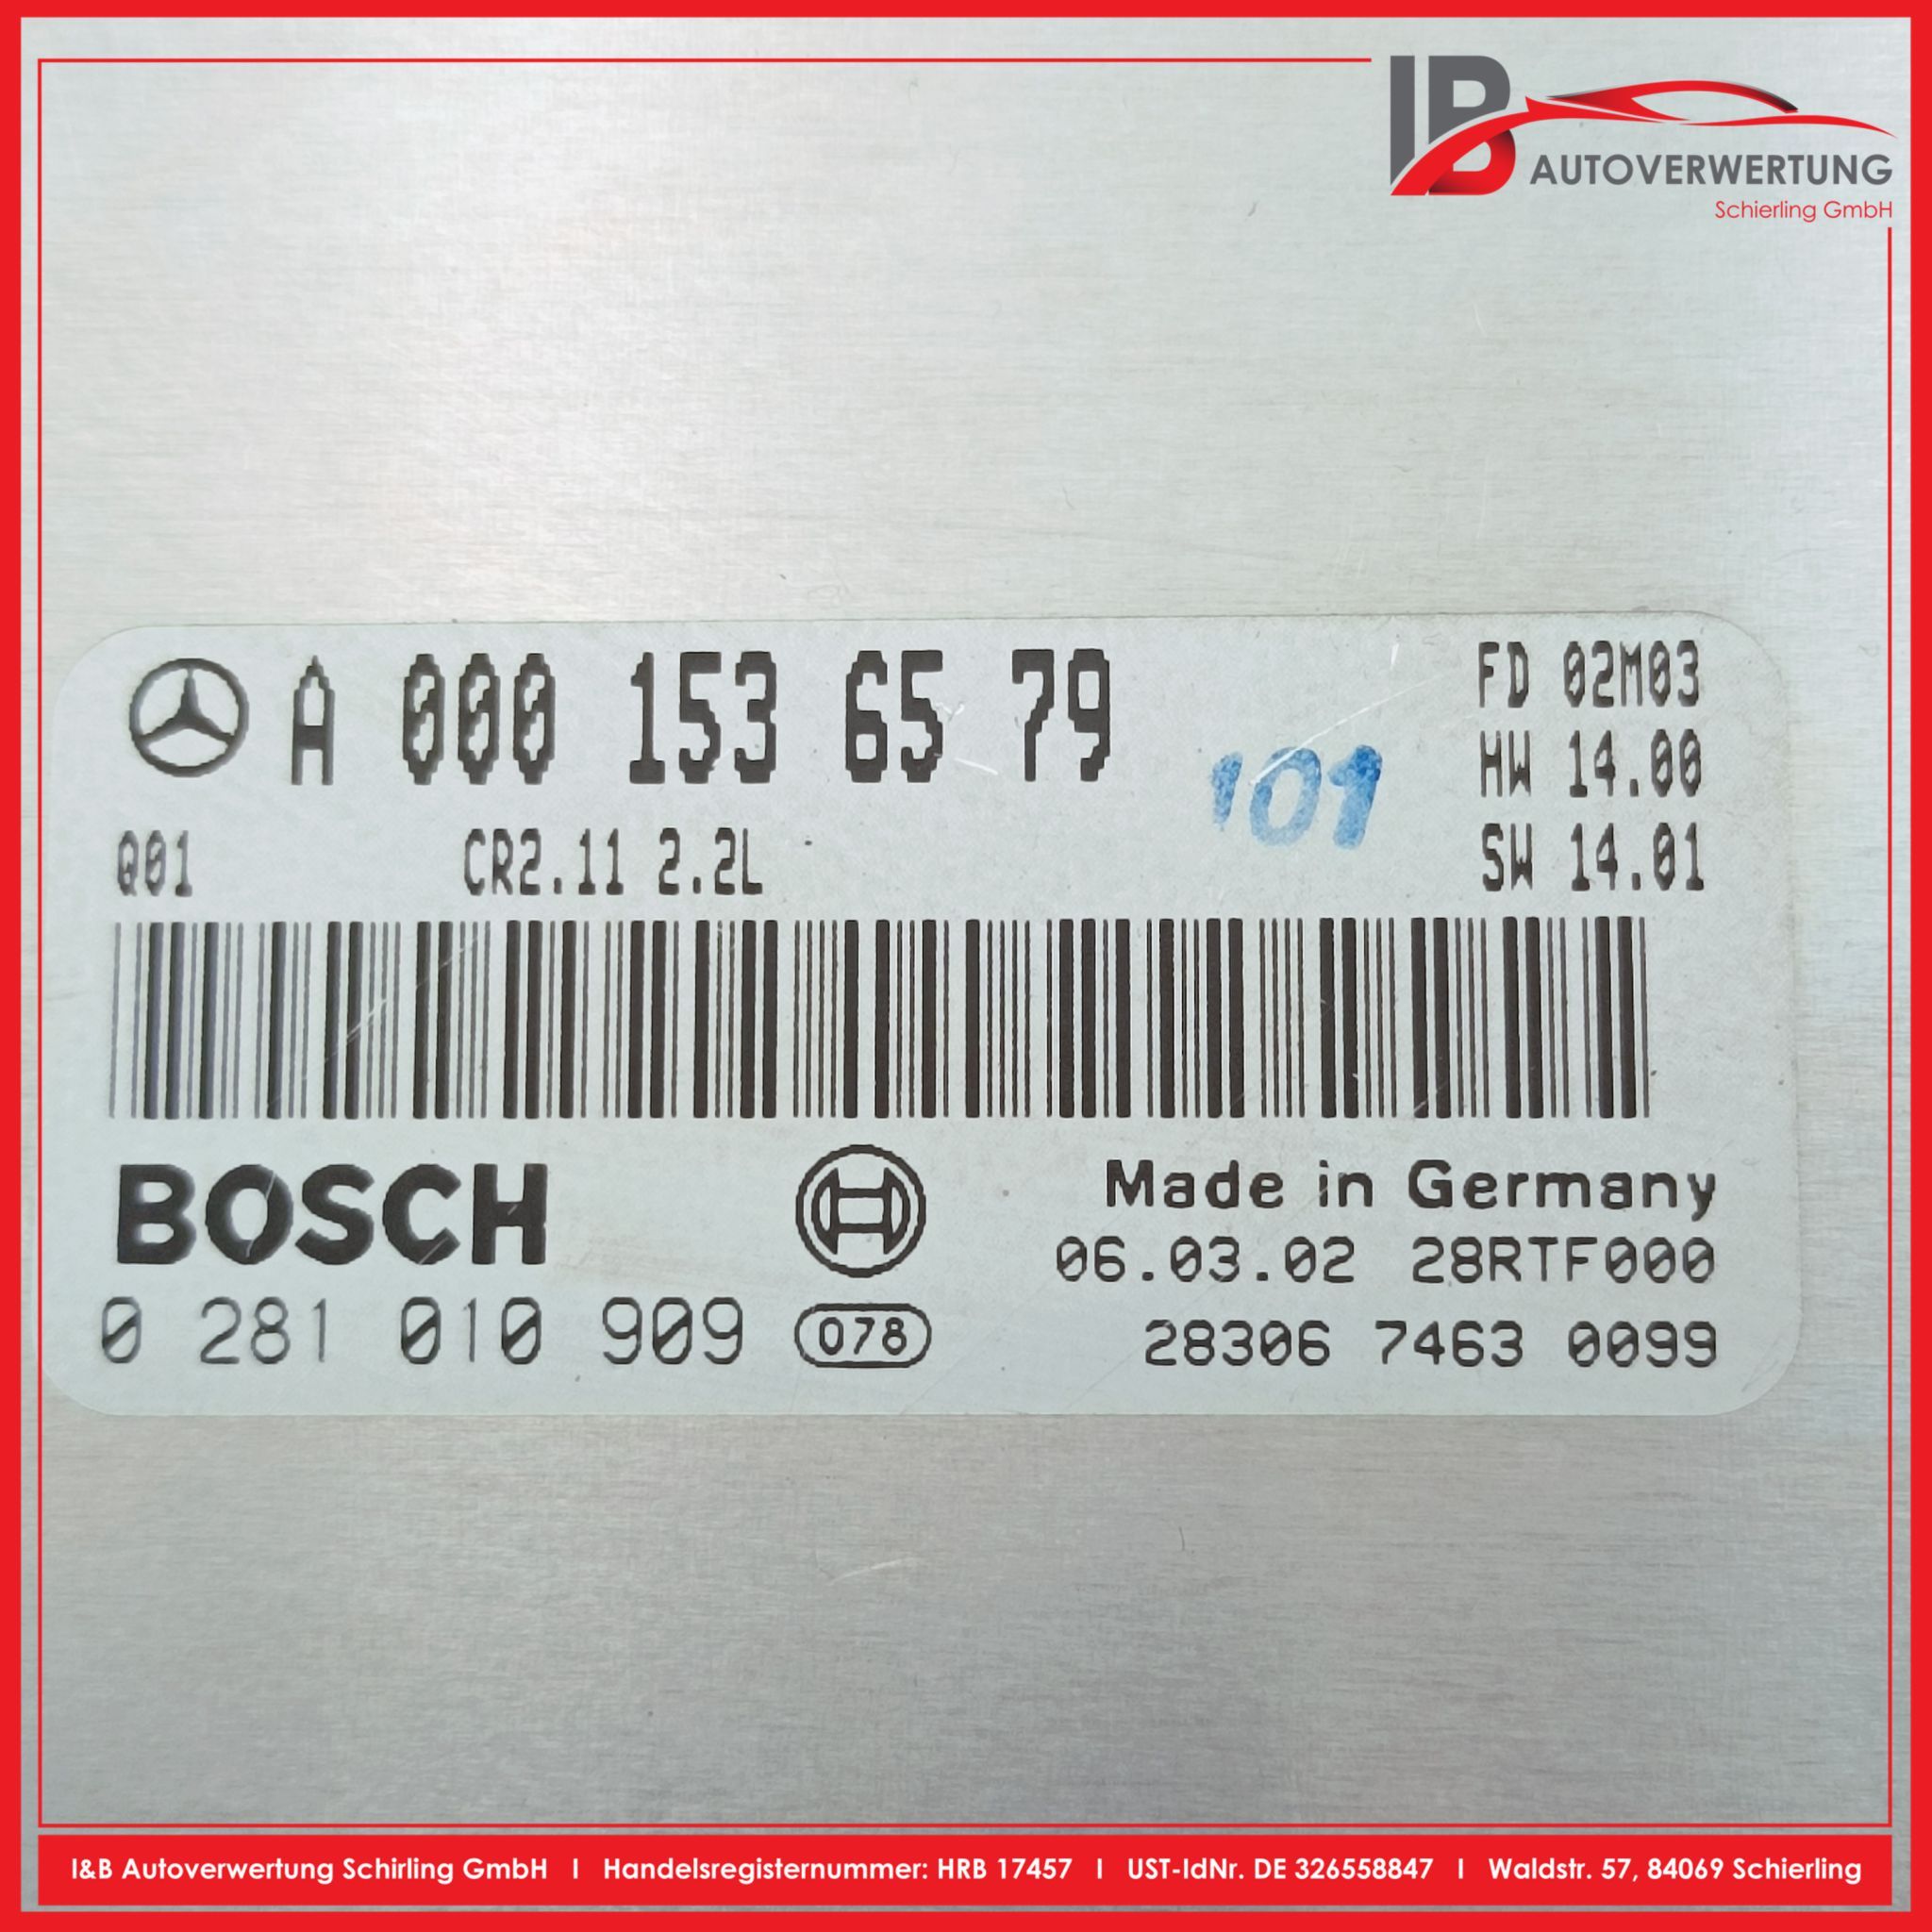 IB AUTOVERWERTUNG
Schierling GmbH
A 000 153 65 79
101
FD 02M03
HW 14.00
SW 14.01
Q01 CR2.11 2.2L
BOSCH
Made in Germany
06.03.02 28RTF000
0 281 010 909 078
28306 7463 0099
I&B Autoverwertung Schirling GmbH I Handelsregisternummer: HRB 17457 I UST-IdNr. DE 326558847 I Waldstr. 57, 84069 Schierling